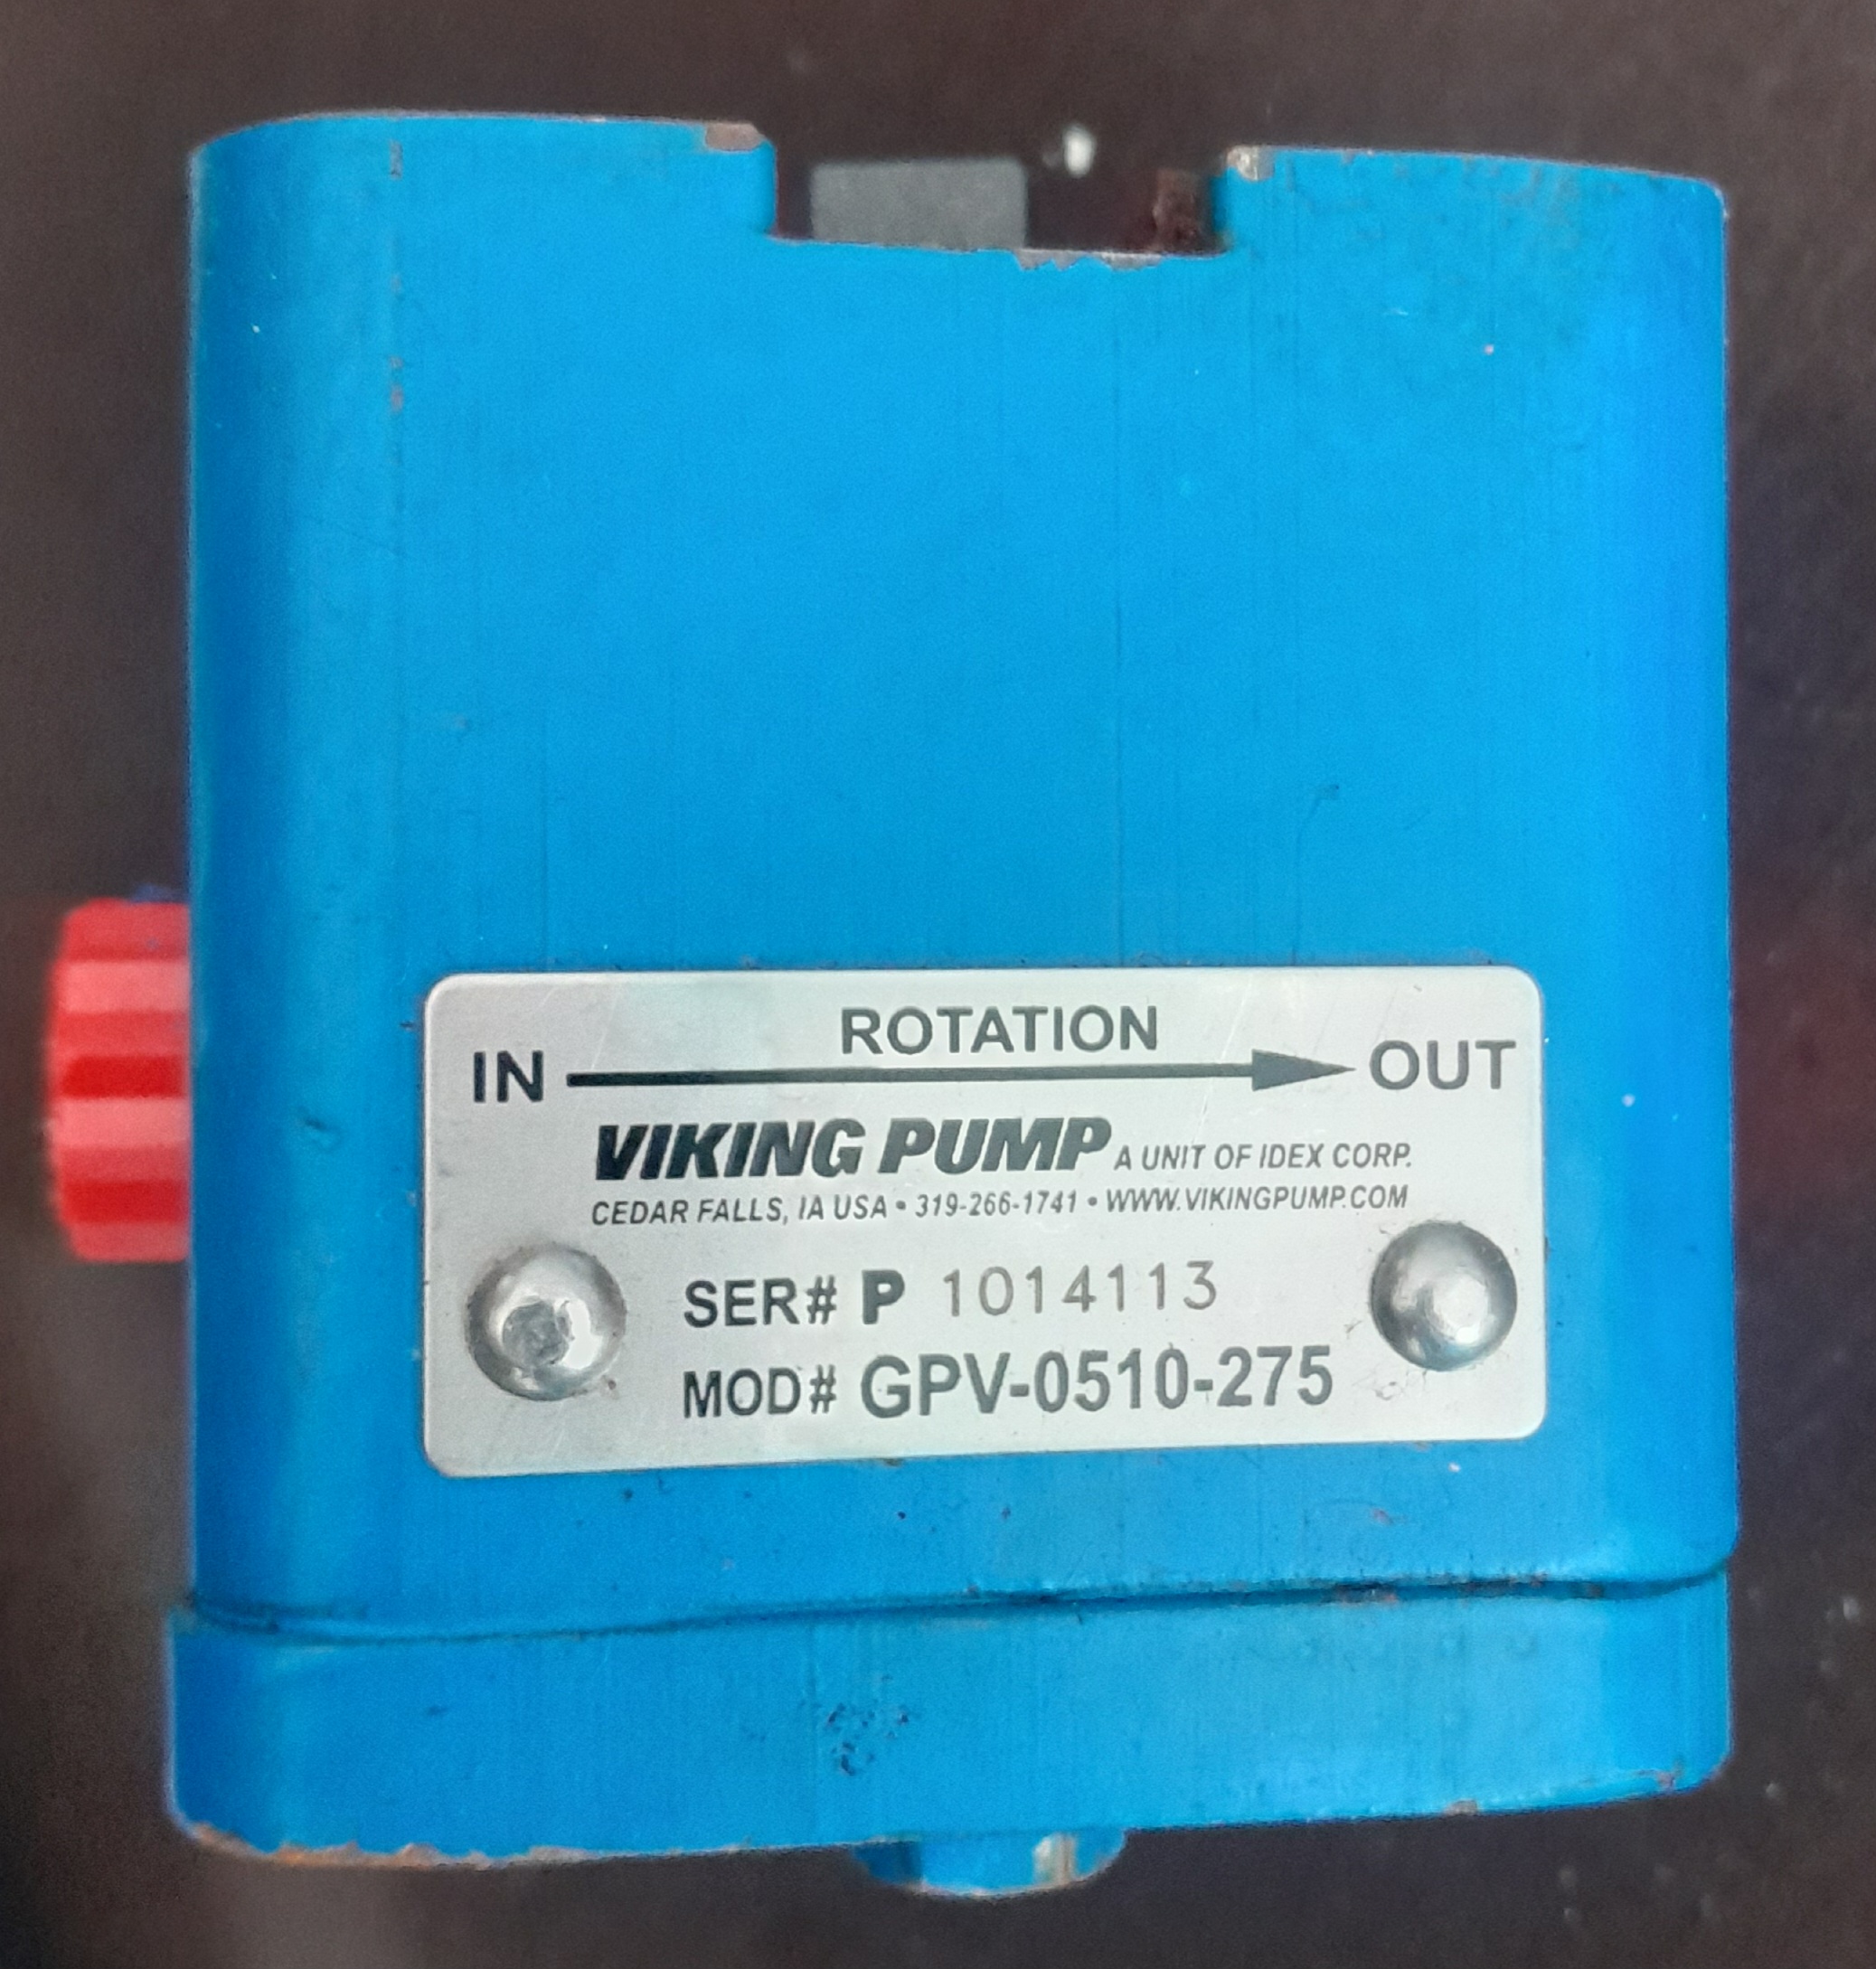 ROTATION
IN OUT
VIKING PUMP A UNIT OF IDEX CORP.
CEDAR FALLS, IA USA • 319-266-1741 • WWW.VIKINGPUMP.COM
SER# P 1014113
MOD# GPV-0510-275